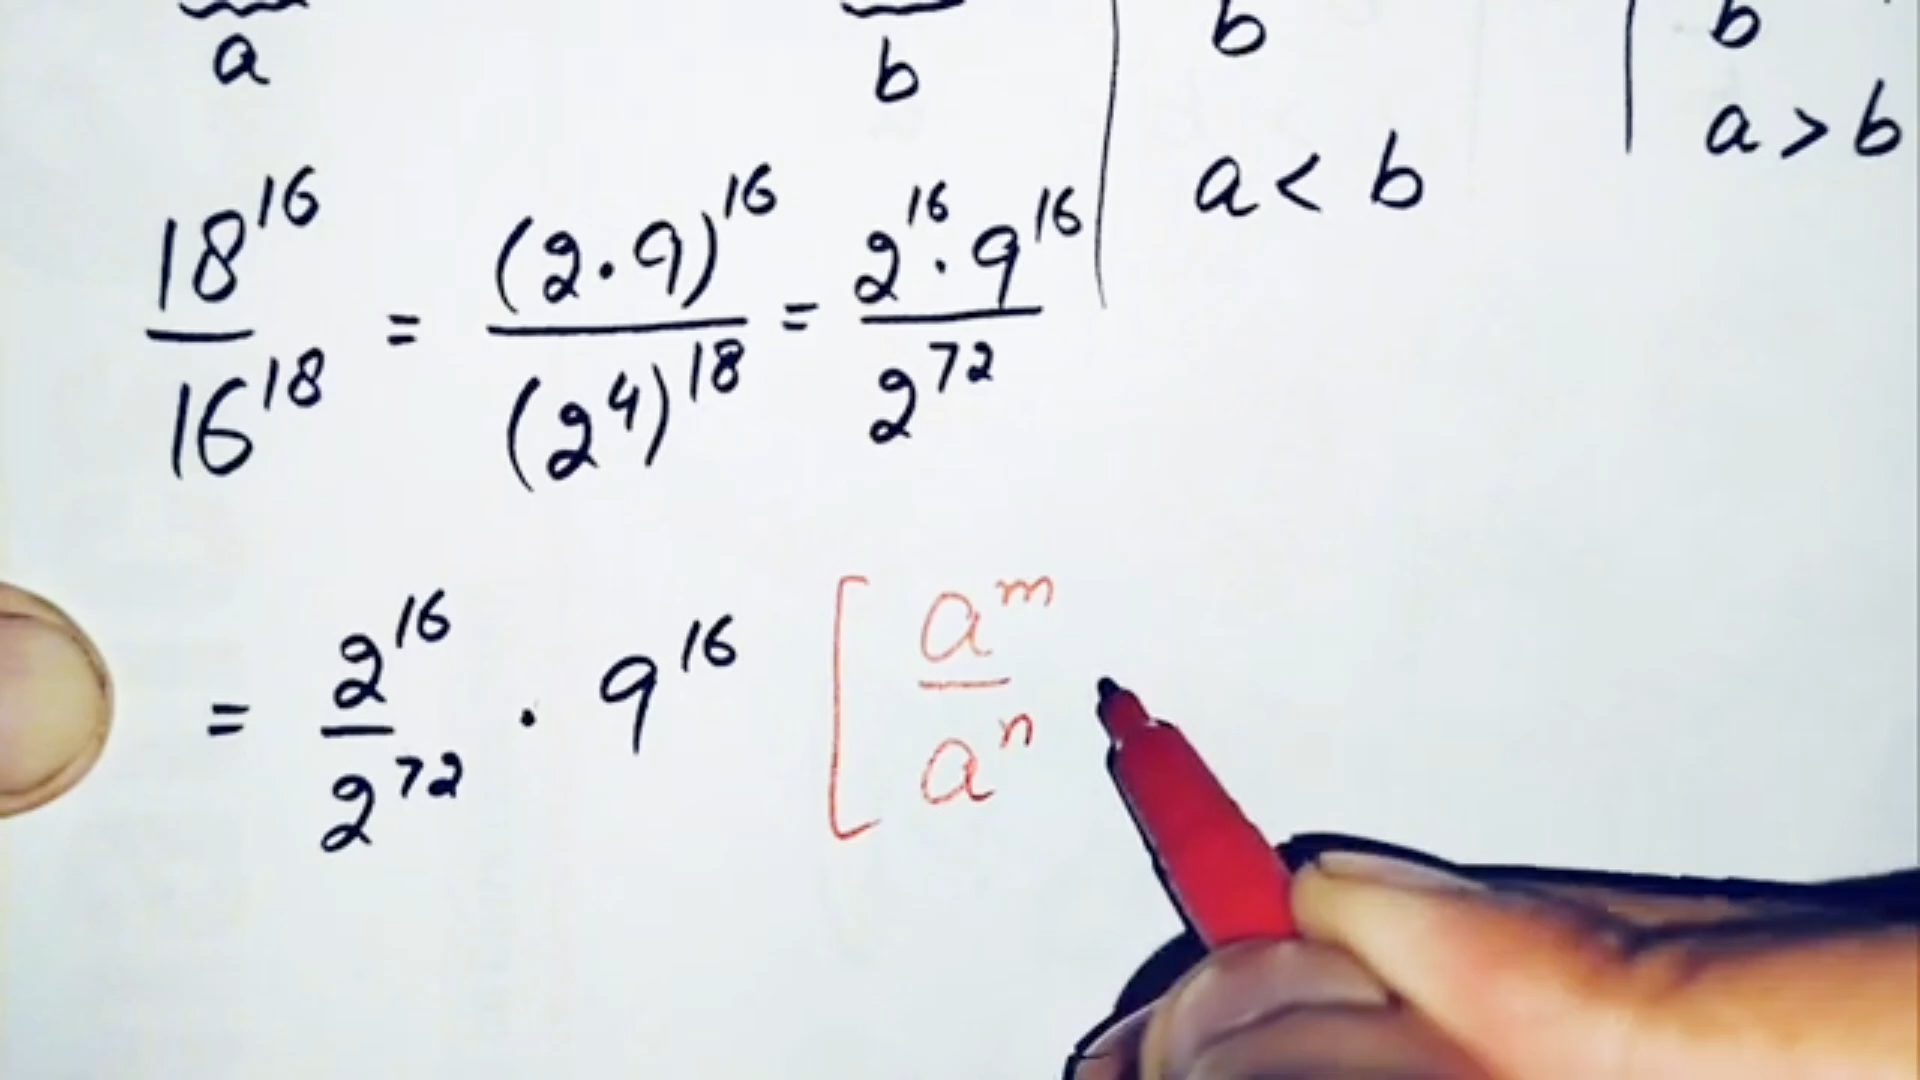 a b b b
a < b a > b
18^16 / 16^18 = (2·9)^16 / (2^4)^18 = 2^16·9^16 / 2^72
= 2^16 / 2^72 · 9^16 [ a^m / a^n